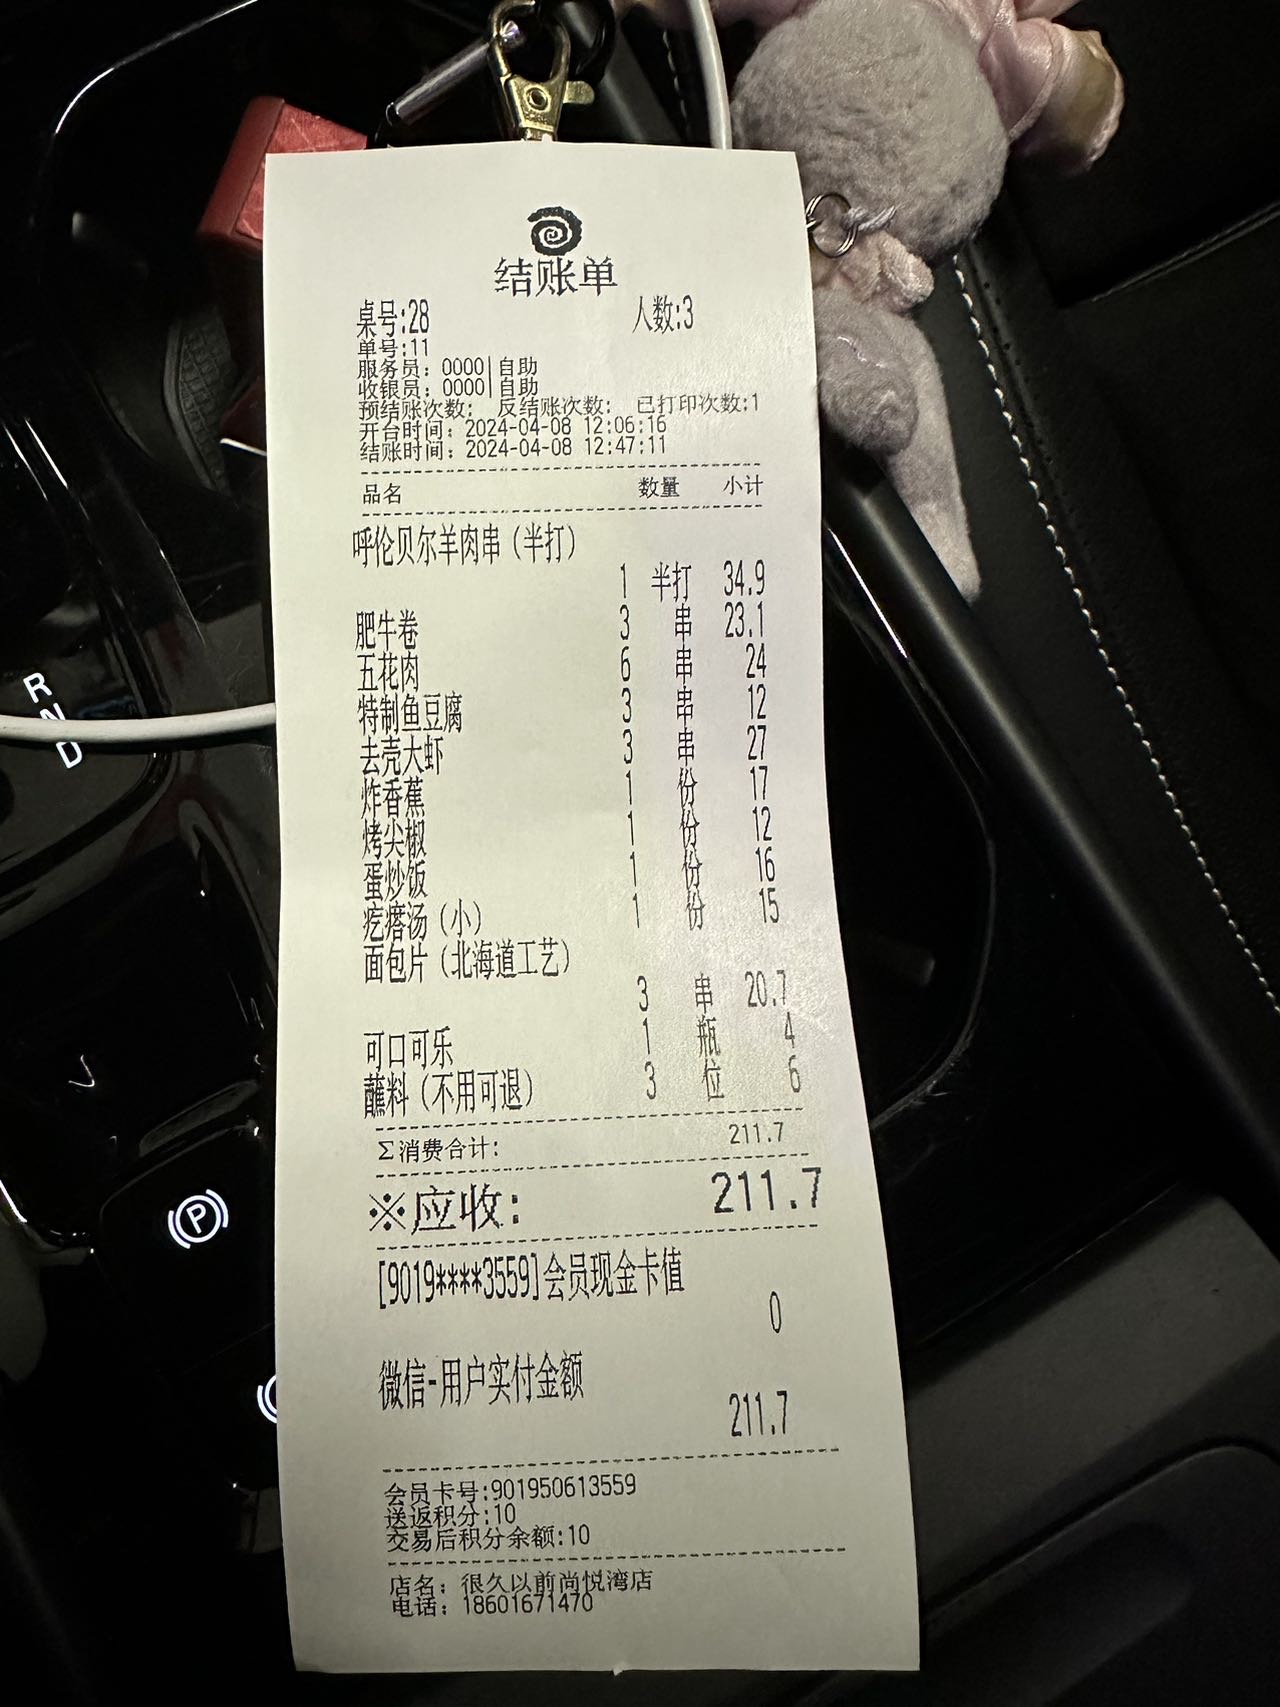 结账单
桌号:28 人数:3
单号:11
服务员: 0000|自助
收银员: 0000|自助
预结账次数: 反结账次数: 已打印次数:1
开台时间: 2024-04-08 12:06:16
结账时间: 2024-04-08 12:47:11
品名 数量 小计
呼伦贝尔羊肉串(半打)
1 半打 34.9
肥牛卷 3 串 23.1
五花肉 6 串 24
特制鱼豆腐 3 串 12
去壳大虾 3 串 27
炸香蕉 1 份 17
烤尖椒 1 份 12
蛋炒饭 1 份 16
疙瘩汤(小) 1 份 15
面包片(北海道工艺)
3 串 20.7
可口可乐 1 瓶 4
蘸料(不用可退) 3 位 6
Σ消费合计: 211.7
※应收: 211.7
[9019****3559]会员现金卡值
0
微信-用户实付金额
211.7
会员卡号:901950613559
送返积分:10
交易后积分余额:10
店名: 很久以前尚悦湾店
电话: 18601671470
R
N
D
P